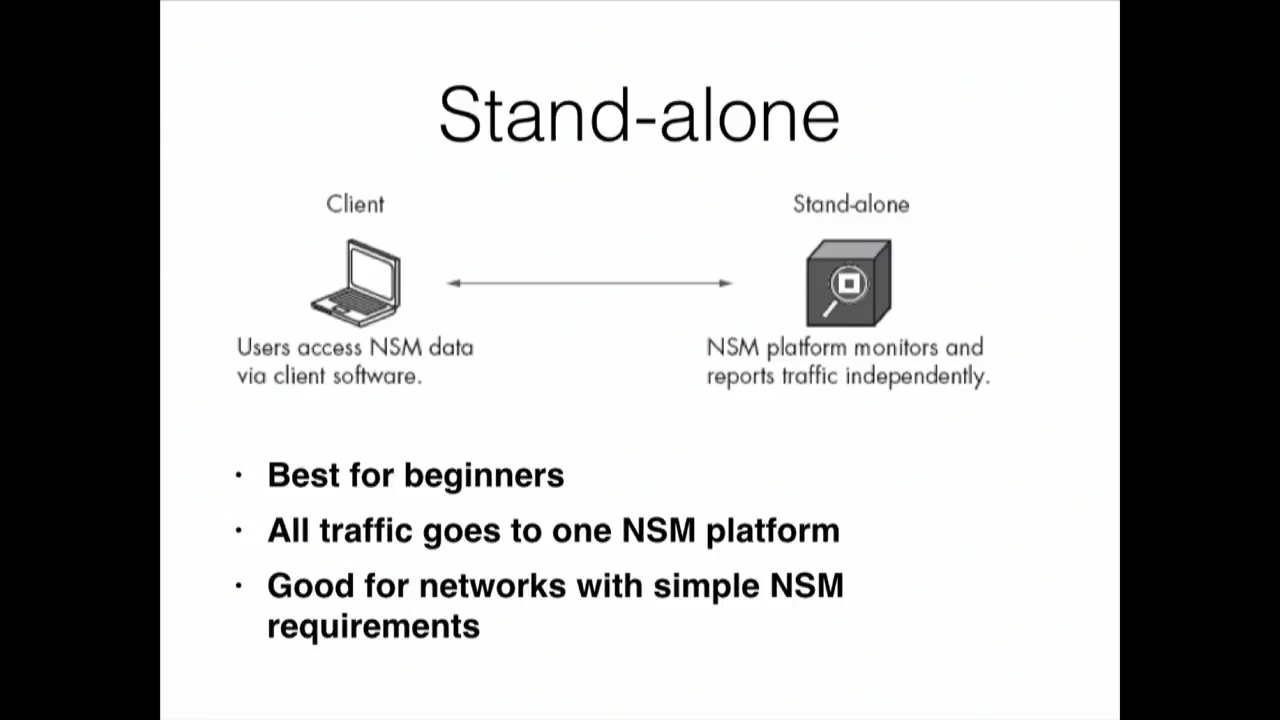 Stand-alone
Client
Stand-alone
Users access NSM data
via client software.
NSM platform monitors and
reports traffic independently.
· Best for beginners
· All traffic goes to one NSM platform
· Good for networks with simple NSM
requirements